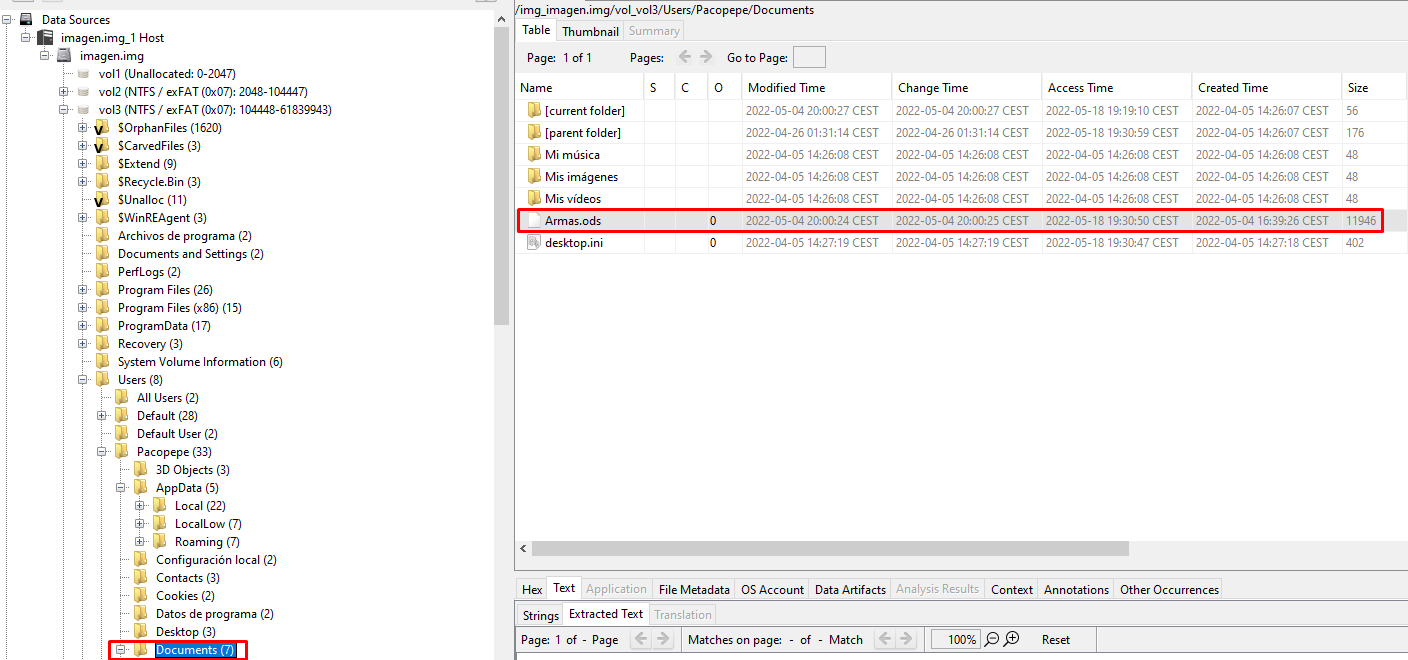 Data Sources
imagen.img_1 Host
imagen.img
vol1 (Unallocated: 0-2047)
vol2 (NTFS / exFAT (0x07): 2048-104447)
vol3 (NTFS / exFAT (0x07): 104448-61839943)
$OrphanFiles (1620)
$CarvedFiles (3)
$Extend (9)
$Recycle.Bin (3)
$Unalloc (11)
$WinREAgent (3)
Archivos de programa (2)
Documents and Settings (2)
PerfLogs (2)
Program Files (26)
Program Files (x86) (15)
ProgramData (17)
Recovery (3)
System Volume Information (6)
Users (8)
All Users (2)
Default (28)
Default User (2)
Pacopepe (33)
3D Objects (3)
AppData (5)
Local (22)
LocalLow (7)
Roaming (7)
Configuración local (2)
Contacts (3)
Cookies (2)
Datos de programa (2)
Desktop (3)
Documents (7)
/img_imagen.img/vol_vol3/Users/Pacopepe/Documents
Table Thumbnail Summary
Page: 1 of 1 Pages: Go to Page:
Name S C O Modified Time Change Time Access Time Created Time Size
[current folder] 2022-05-04 20:00:27 CEST 2022-05-04 20:00:27 CEST 2022-05-18 19:19:10 CEST 2022-04-05 14:26:07 CEST 56
[parent folder] 2022-04-26 01:31:14 CEST 2022-04-26 01:31:14 CEST 2022-05-18 19:30:59 CEST 2022-04-05 14:26:07 CEST 176
Mi música 2022-04-05 14:26:08 CEST 2022-04-05 14:26:08 CEST 2022-04-05 14:26:08 CEST 2022-04-05 14:26:08 CEST 48
Mis imágenes 2022-04-05 14:26:08 CEST 2022-04-05 14:26:08 CEST 2022-04-05 14:26:08 CEST 2022-04-05 14:26:08 CEST 48
Mis vídeos 2022-04-05 14:26:08 CEST 2022-04-05 14:26:08 CEST 2022-04-05 14:26:08 CEST 2022-04-05 14:26:08 CEST 48
Armas.ods 0 2022-05-04 20:00:24 CEST 2022-05-04 20:00:25 CEST 2022-05-18 19:30:50 CEST 2022-05-04 16:39:26 CEST 11946
desktop.ini 0 2022-04-05 14:27:19 CEST 2022-04-05 14:27:19 CEST 2022-05-18 19:30:47 CEST 2022-04-05 14:27:18 CEST 402
Hex Text Application File Metadata OS Account Data Artifacts Analysis Results Context Annotations Other Occurrences
Strings Extracted Text Translation
Page: 1 of - Page Matches on page: - of - Match 100% Reset